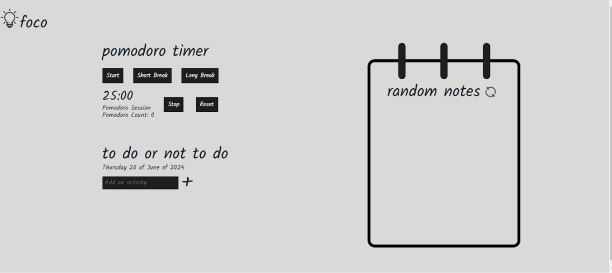 foco
pomodoro timer
Start Short Break Long Break
25:00
Pomodoro Session
Pomodoro Count: 0
Stop Reset
to do or not to do
Thursday 20 of June of 2024
Add an activity +
random notes